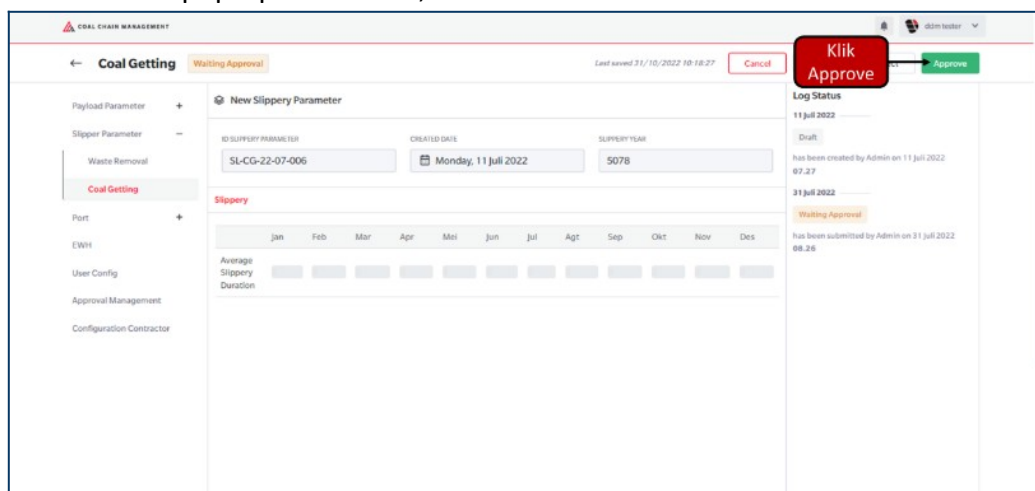 COAL CHAIN MANAGEMENT
ddm tester
← Coal Getting Waiting Approval Last saved 31/10/2022 10:18:27 Cancel Approve
Klik
Approve
Payload Parameter +
Slipper Parameter −
Waste Removal
Coal Getting
Port +
EWH
User Config
Approval Management
Configuration Contractor
New Slippery Parameter
ID SLIPPERY PARAMETER CREATED DATE SLIPPERY YEAR
SL-CG-22-07-006 Monday, 11 Juli 2022 5078
Slippery
Jan Feb Mar Apr Mei Jun Jul Agt Sep Okt Nov Des
Average
Slippery
Duration
Log Status
11 Juli 2022
Draft
has been created by Admin on 11 Juli 2022
07.27
31 Juli 2022
Waiting Approval
has been submitted by Admin on 31 Juli 2022
08.26